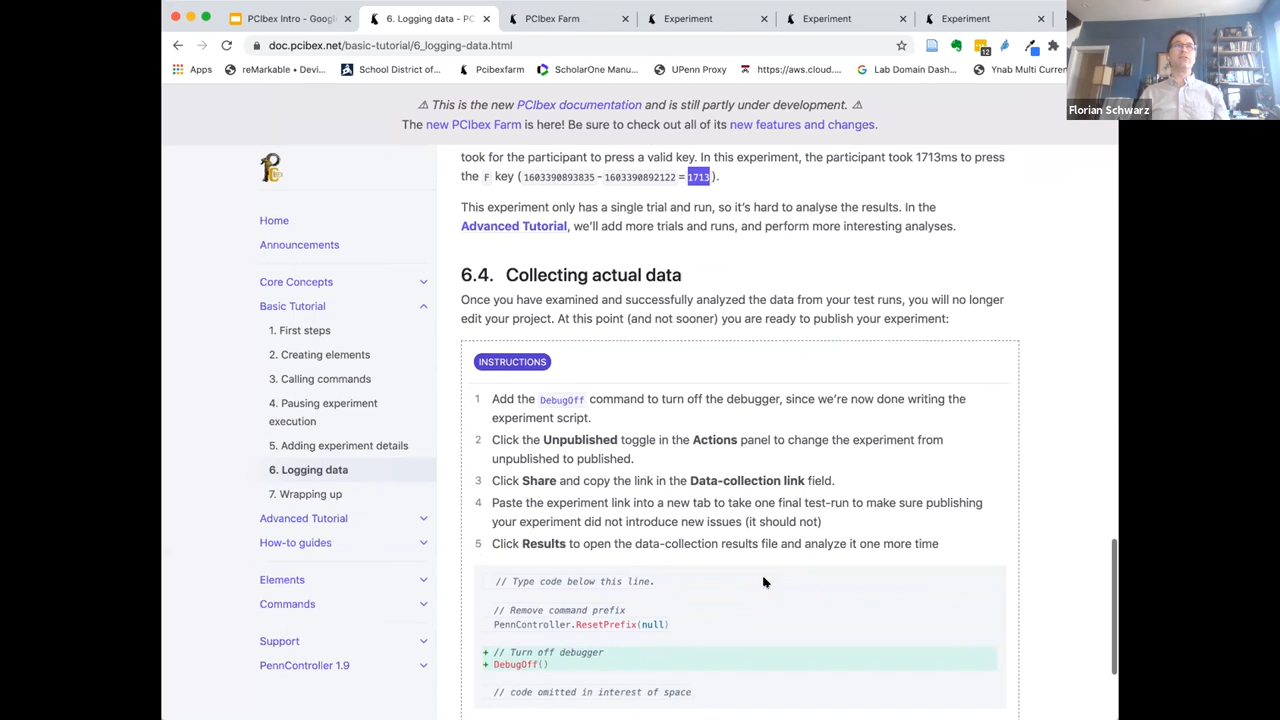 PCIbex Intro - Googl
6. Logging data - PC
PCIbex Farm
Experiment
Experiment
Experiment
doc.pcibex.net/basic-tutorial/6_logging-data.html
12
Apps
reMarkable • Devi...
School District of...
Pcibexfarm
ScholarOne Manu...
UPenn Proxy
https://aws.cloud....
Lab Domain Dash...
Ynab Multi Curren
Florian Schwarz
⚠ This is the new PCIbex documentation and is still partly under development. ⚠
The new PCIbex Farm is here! Be sure to check out all of its new features and changes.
Home
Announcements
Core Concepts
Basic Tutorial
1. First steps
2. Creating elements
3. Calling commands
4. Pausing experiment
execution
5. Adding experiment details
6. Logging data
7. Wrapping up
Advanced Tutorial
How-to guides
Elements
Commands
Support
PennController 1.9
took for the participant to press a valid key. In this experiment, the participant took 1713ms to press
the F key ( 1603390893835 - 1603390892122 = 1713 ).
This experiment only has a single trial and run, so it's hard to analyse the results. In the
Advanced Tutorial, we'll add more trials and runs, and perform more interesting analyses.
6.4. Collecting actual data
Once you have examined and successfully analyzed the data from your test runs, you will no longer
edit your project. At this point (and not sooner) you are ready to publish your experiment:
INSTRUCTIONS
1 Add the DebugOff command to turn off the debugger, since we're now done writing the
experiment script.
2 Click the Unpublished toggle in the Actions panel to change the experiment from
unpublished to published.
3 Click Share and copy the link in the Data-collection link field.
4 Paste the experiment link into a new tab to take one final test-run to make sure publishing
your experiment did not introduce new issues (it should not)
5 Click Results to open the data-collection results file and analyze it one more time
// Type code below this line.
// Remove command prefix
PennController.ResetPrefix(null)
+ // Turn off debugger
+ DebugOff()
// code omitted in interest of space